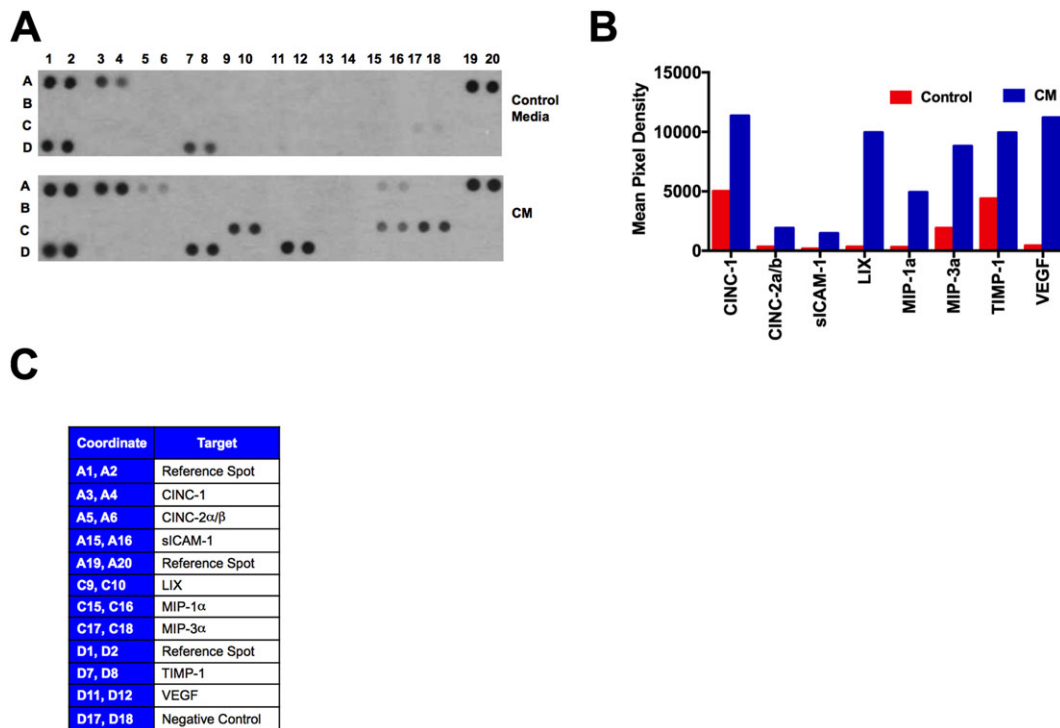 A
1 2 3 4 5 6 7 8 9 10 11 12 13 14 15 16 17 18 19 20
A
B
C
D
Control
Media
A
B
C
D
CM
B
15000
10000
5000
0
Mean Pixel Density
Control
CM
CINC-1
CINC-2a/b
sICAM-1
LIX
MIP-1a
MIP-3a
TIMP-1
VEGF
C
Coordinate Target
A1, A2 Reference Spot
A3, A4 CINC-1
A5, A6 CINC-2α/β
A15, A16 sICAM-1
A19, A20 Reference Spot
C9, C10 LIX
C15, C16 MIP-1α
C17, C18 MIP-3α
D1, D2 Reference Spot
D7, D8 TIMP-1
D11, D12 VEGF
D17, D18 Negative Control